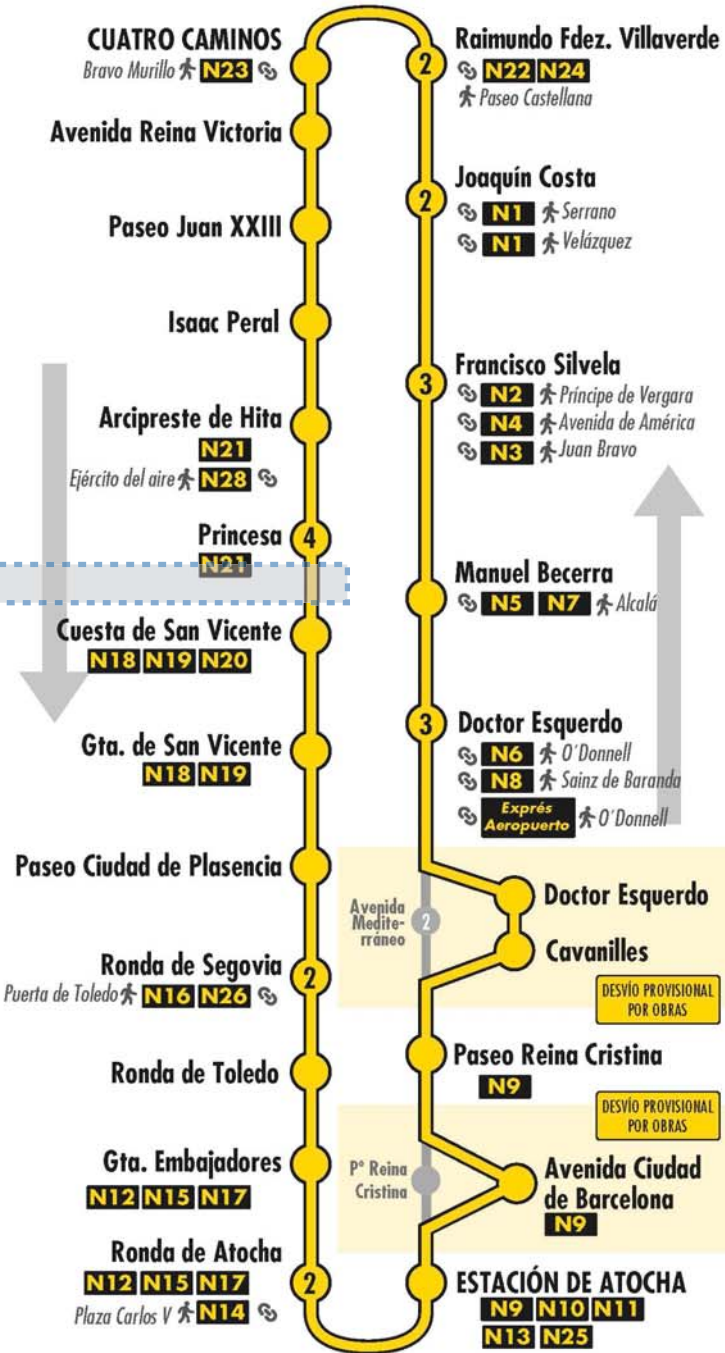 CUATRO CAMINOS
Bravo Murillo N23
Avenida Reina Victoria
Paseo Juan XXIII
Isaac Peral
Arcipreste de Hita
N21
Ejército del aire N28
Princesa 4
N21
Cuesta de San Vicente
N18 N19 N20
Gta. de San Vicente
N18 N19
Paseo Ciudad de Plasencia
Ronda de Segovia 2
Puerta de Toledo N16 N26
Ronda de Toledo
Gta. Embajadores
N12 N15 N17
Ronda de Atocha
N12 N15 N17 2
Plaza Carlos V N14
2 Raimundo Fdez. Villaverde
N22 N24
Paseo Castellana
Joaquín Costa
2
N1 Serrano
N1 Velázquez
Francisco Silvela
3
N2 Príncipe de Vergara
N4 Avenida de América
N3 Juan Bravo
Manuel Becerra
N5 N7 Alcalá
3 Doctor Esquerdo
N6 O'Donnell
N8 Sainz de Baranda
Exprés
Aeropuerto O'Donnell
Doctor Esquerdo
Avenida
Medite-
rráneo
2
Cavanilles
DESVÍO PROVISIONAL
POR OBRAS
Paseo Reina Cristina
N9
DESVÍO PROVISIONAL
POR OBRAS
Pº Reina
Cristina
Avenida Ciudad
de Barcelona
N9
ESTACIÓN DE ATOCHA
N9 N10 N11
N13 N25